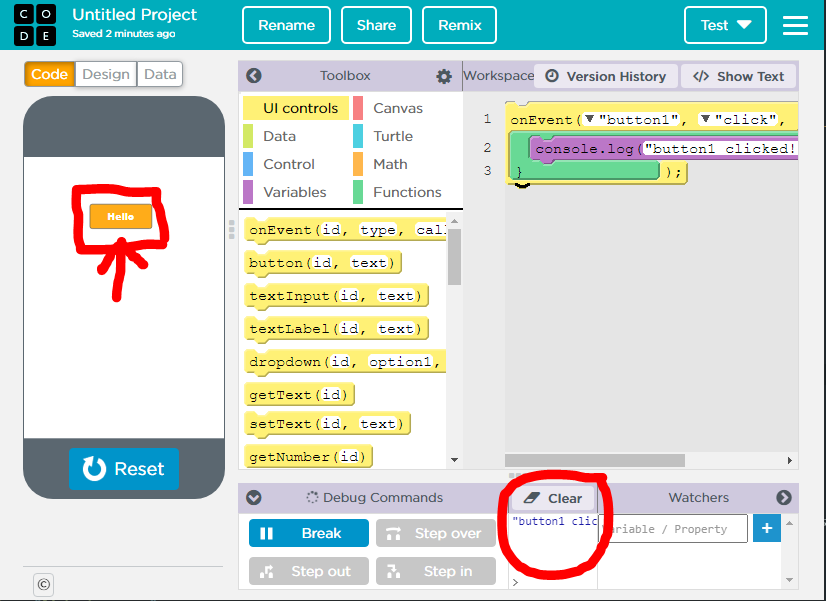 CO
DE
Untitled Project
Saved 2 minutes ago
Rename
Share
Remix
Test
Code
Design
Data
Toolbox
Workspace
Version History
</> Show Text
UI controls
Canvas
Data
Turtle
Control
Math
Variables
Functions
onEvent(id, type, call
button(id, text)
textInput(id, text)
textLabel(id, text)
dropdown(id, option1,
getText(id)
setText(id, text)
getNumber(id)
1 onEvent(▼"button1", ▼"click",
2 console.log("button1 clicked!
3 } );
Hello
Reset
©
Debug Commands
Clear
Watchers
Break
Step over
Step out
Step in
"button1 clic
>
Variable / Property
+